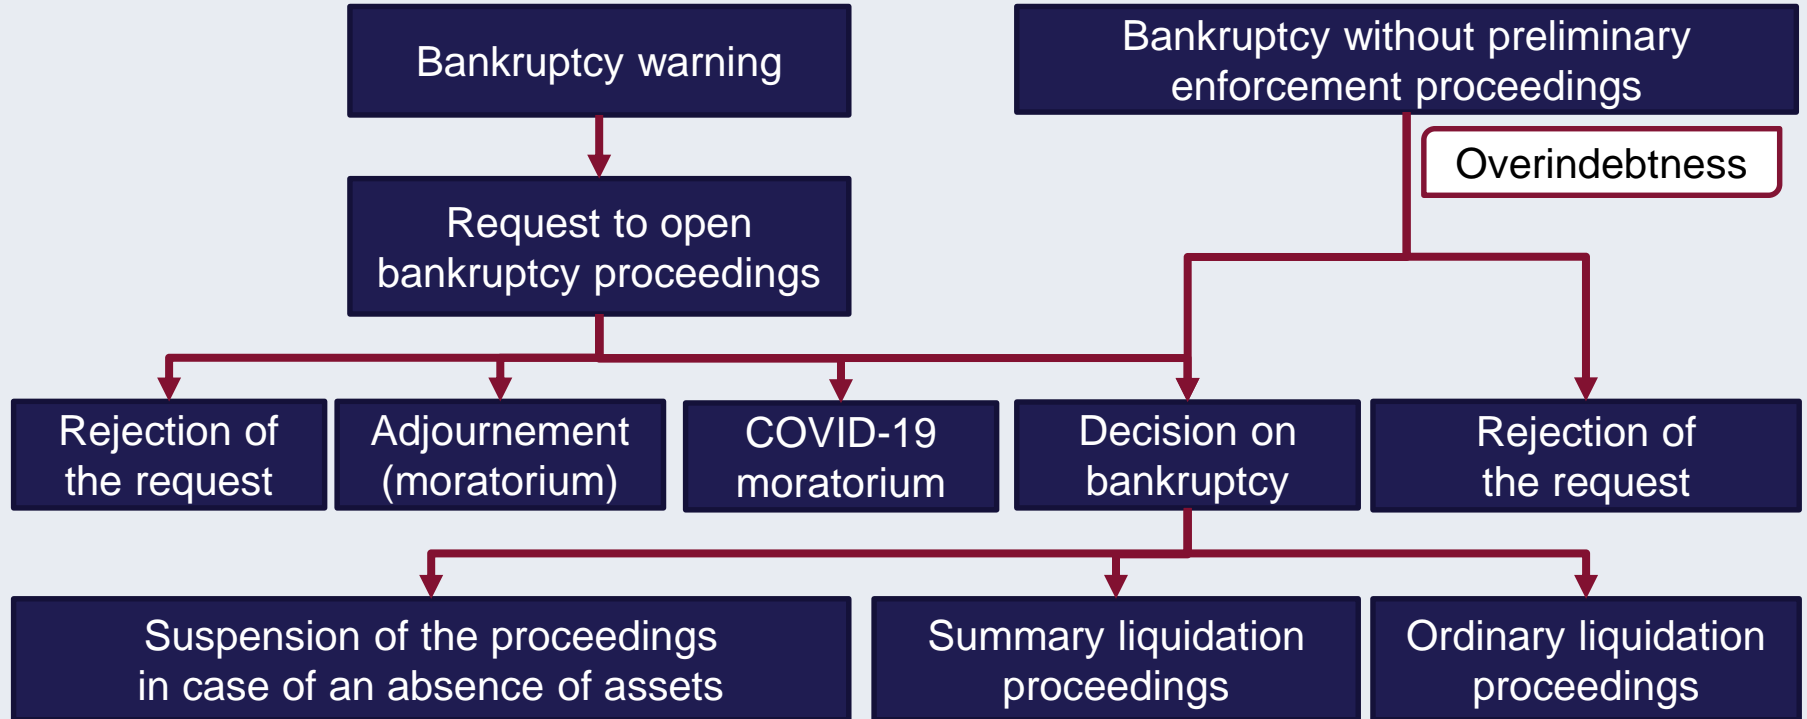 Bankruptcy warning
Bankruptcy without preliminary
enforcement proceedings
Overindebtness
Request to open
bankruptcy proceedings
Rejection of
the request
Adjournement
(moratorium)
COVID-19
moratorium
Decision on
bankruptcy
Rejection of
the request
Suspension of the proceedings
in case of an absence of assets
Summary liquidation
proceedings
Ordinary liquidation
proceedings